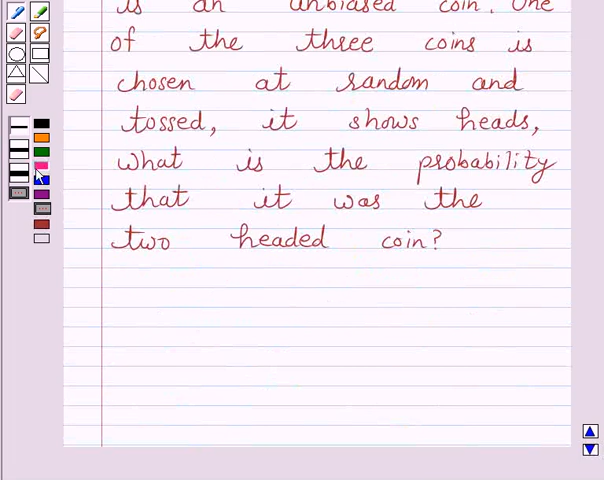 is an unbiased coin. One
of the three coins is
chosen at random and
tossed, it shows heads,
what is the probability
that it was the
two headed coin?